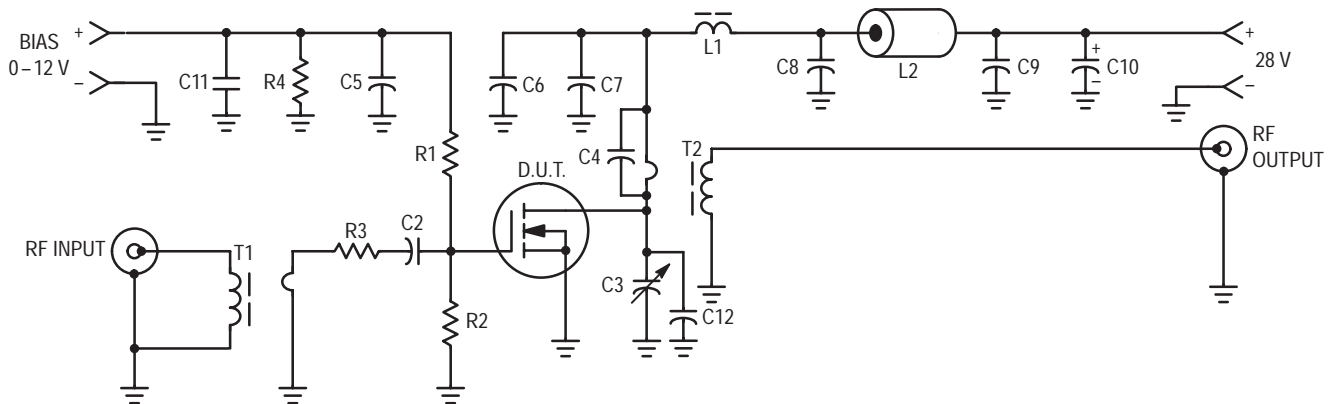 +
BIAS
0–12 V
–
C11
R4
C5
C6
C7
L1
C8
L2
C9
+
C10
–
+
28 V
–
R1
C4
T2
RF
OUTPUT
D.U.T.
RF INPUT
T1
R3
C2
C3
C12
R2